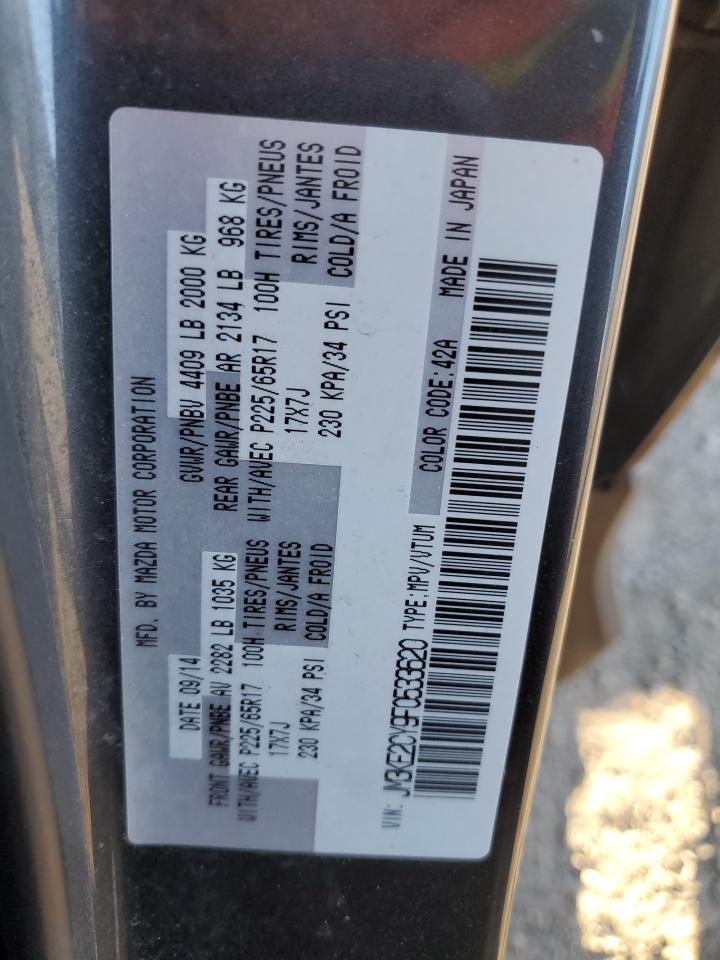 MFD. BY MAZDA MOTOR CORPORATION
DATE 09/14 GVWR/PNBV 4409 LB 2000 KG
FRONT GAWR/PNBE AV 2282 LB 1035 KG REAR GAWR/PNBE AR 2134 LB 968 KG
WITH/AVEC P225/65R17 100H TIRES/PNEUS WITH/AVEC P225/65R17 100H TIRES/PNEUS
17X7J RIMS/JANTES 17X7J RIMS/JANTES
230 KPA/34 PSI COLD/A FROID 230 KPA/34 PSI COLD/A FROID
VIN: JM3KE2CY9F0533620 TYPE:MPV/VTUM COLOR CODE:42A MADE IN JAPAN